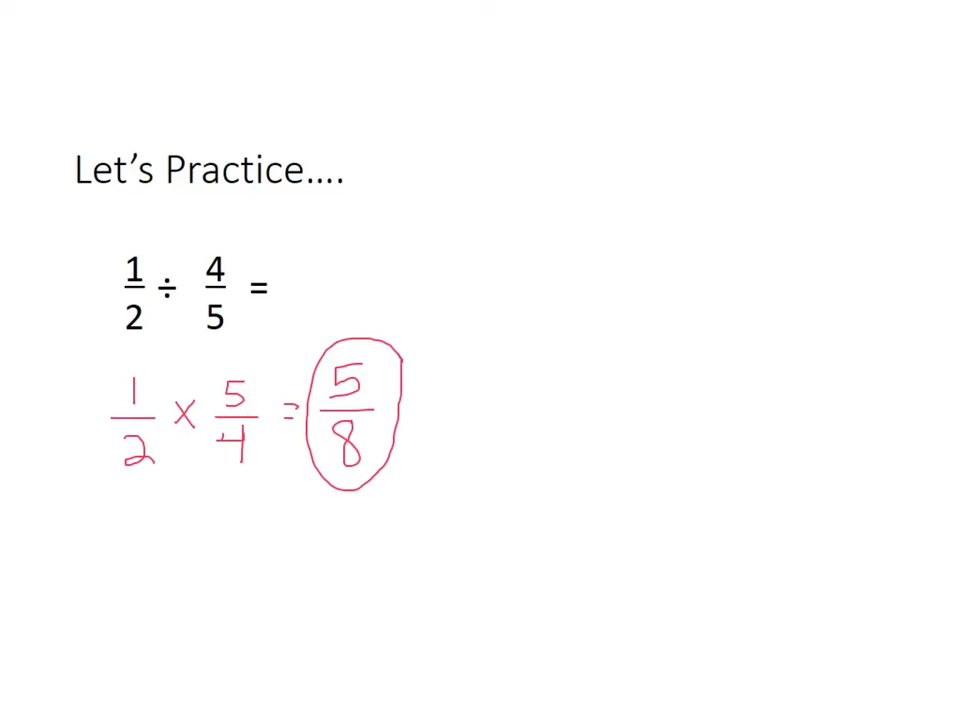 Let's Practice....
1/2 ÷ 4/5 =
1/2 × 5/4 = 5/8